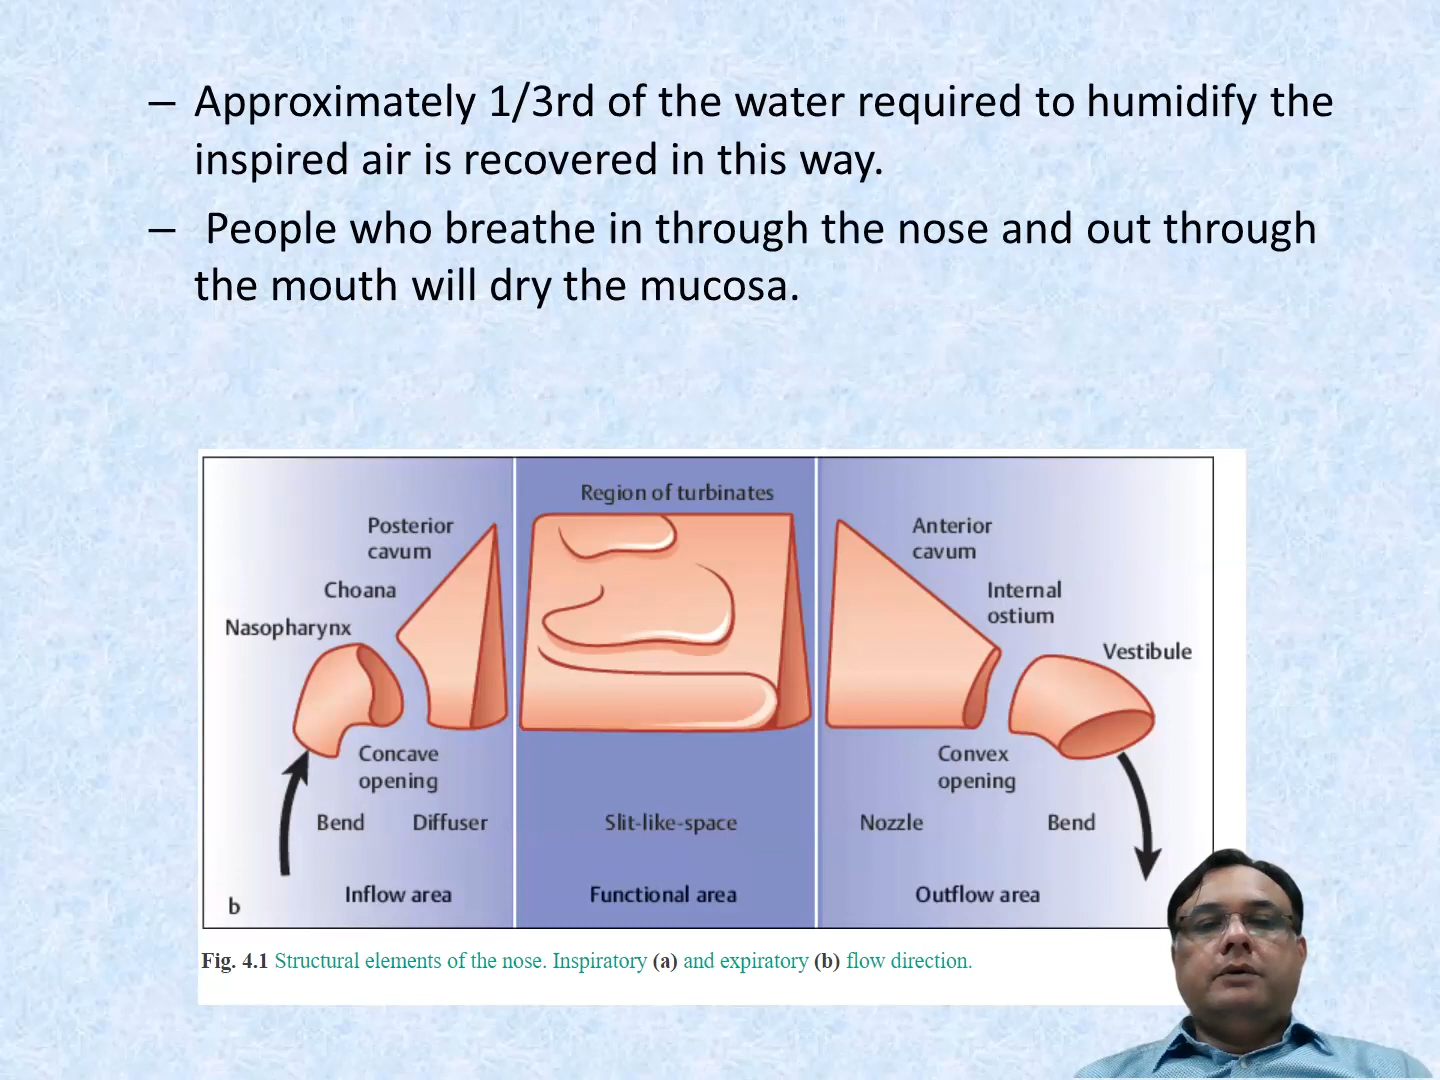 – Approximately 1/3rd of the water required to humidify the
inspired air is recovered in this way.
– People who breathe in through the nose and out through
the mouth will dry the mucosa.
Region of turbinates
Posterior
cavum
Anterior
cavum
Choana
Internal
ostium
Nasopharynx
Vestibule
Concave
opening
Convex
opening
Bend
Diffuser
Slit-like-space
Nozzle
Bend
Inflow area
Functional area
Outflow area
b
Fig. 4.1 Structural elements of the nose. Inspiratory (a) and expiratory (b) flow direction.